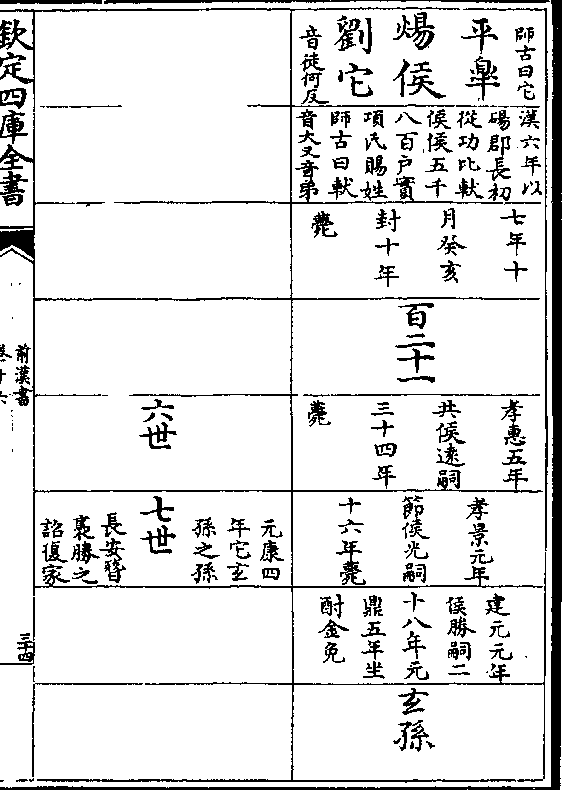 平臯
煬侯
劉它
師古曰它
音徒何反
漢六年以
碭郡長初
從功比軑
侯侯五千
八百戶實
項氏賜姓
師古曰軑
音大又音弟
七年十
月癸亥
封十年
薨
百二十一
孝惠五年
共侯遠嗣
三十四年
薨
孝景元年
節侯光嗣
十六年薨
建元元年
侯勝嗣二
十八年元
鼎五年坐
酎金免
玄孫
六世
七世
元康四
年它玄
孫之孫
長安簪
褭勝之
詔復家
欽定四庫全書
前漢書
卷十六
三十四